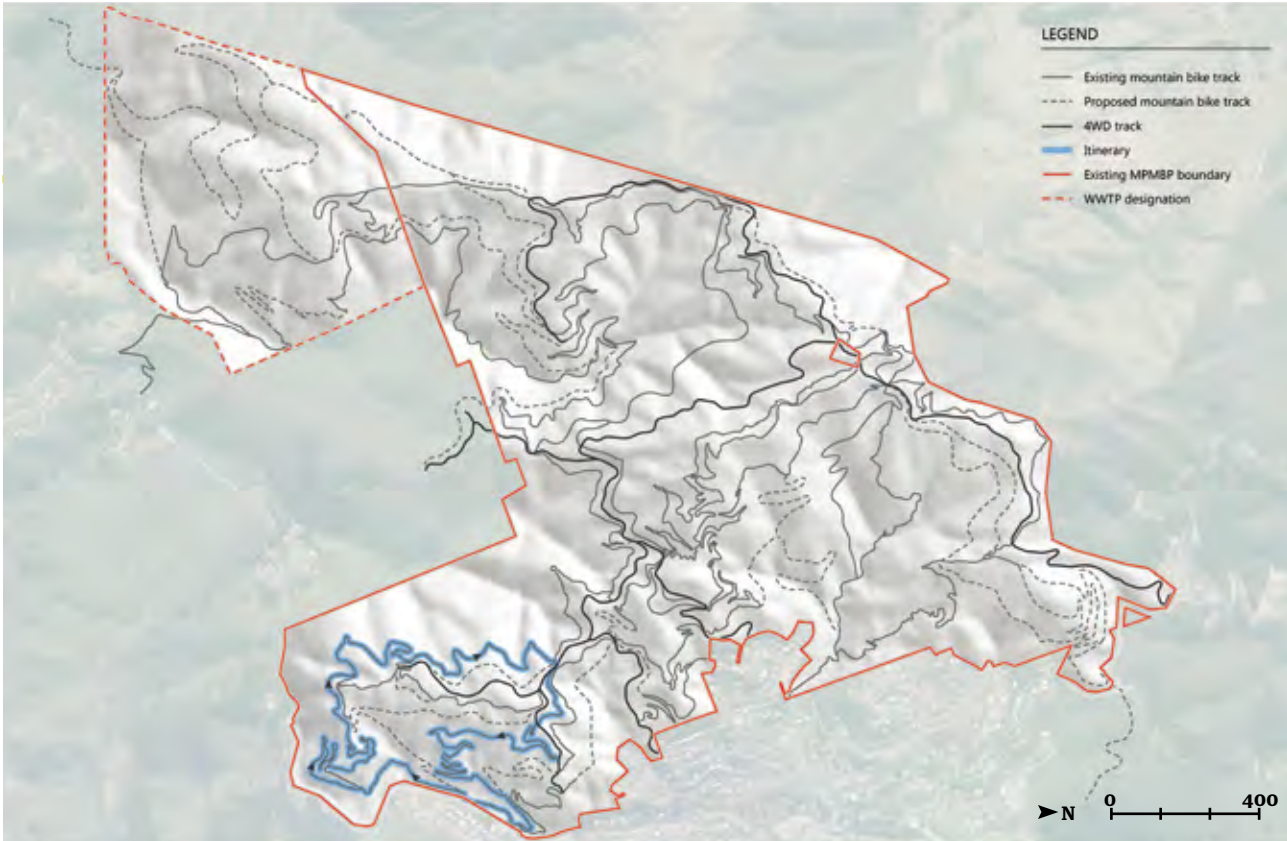 LEGEND
Existing mountain bike track
Proposed mountain bike track
4WD track
Itinerary
Existing MPMBP boundary
WWTP designation
N
0 400